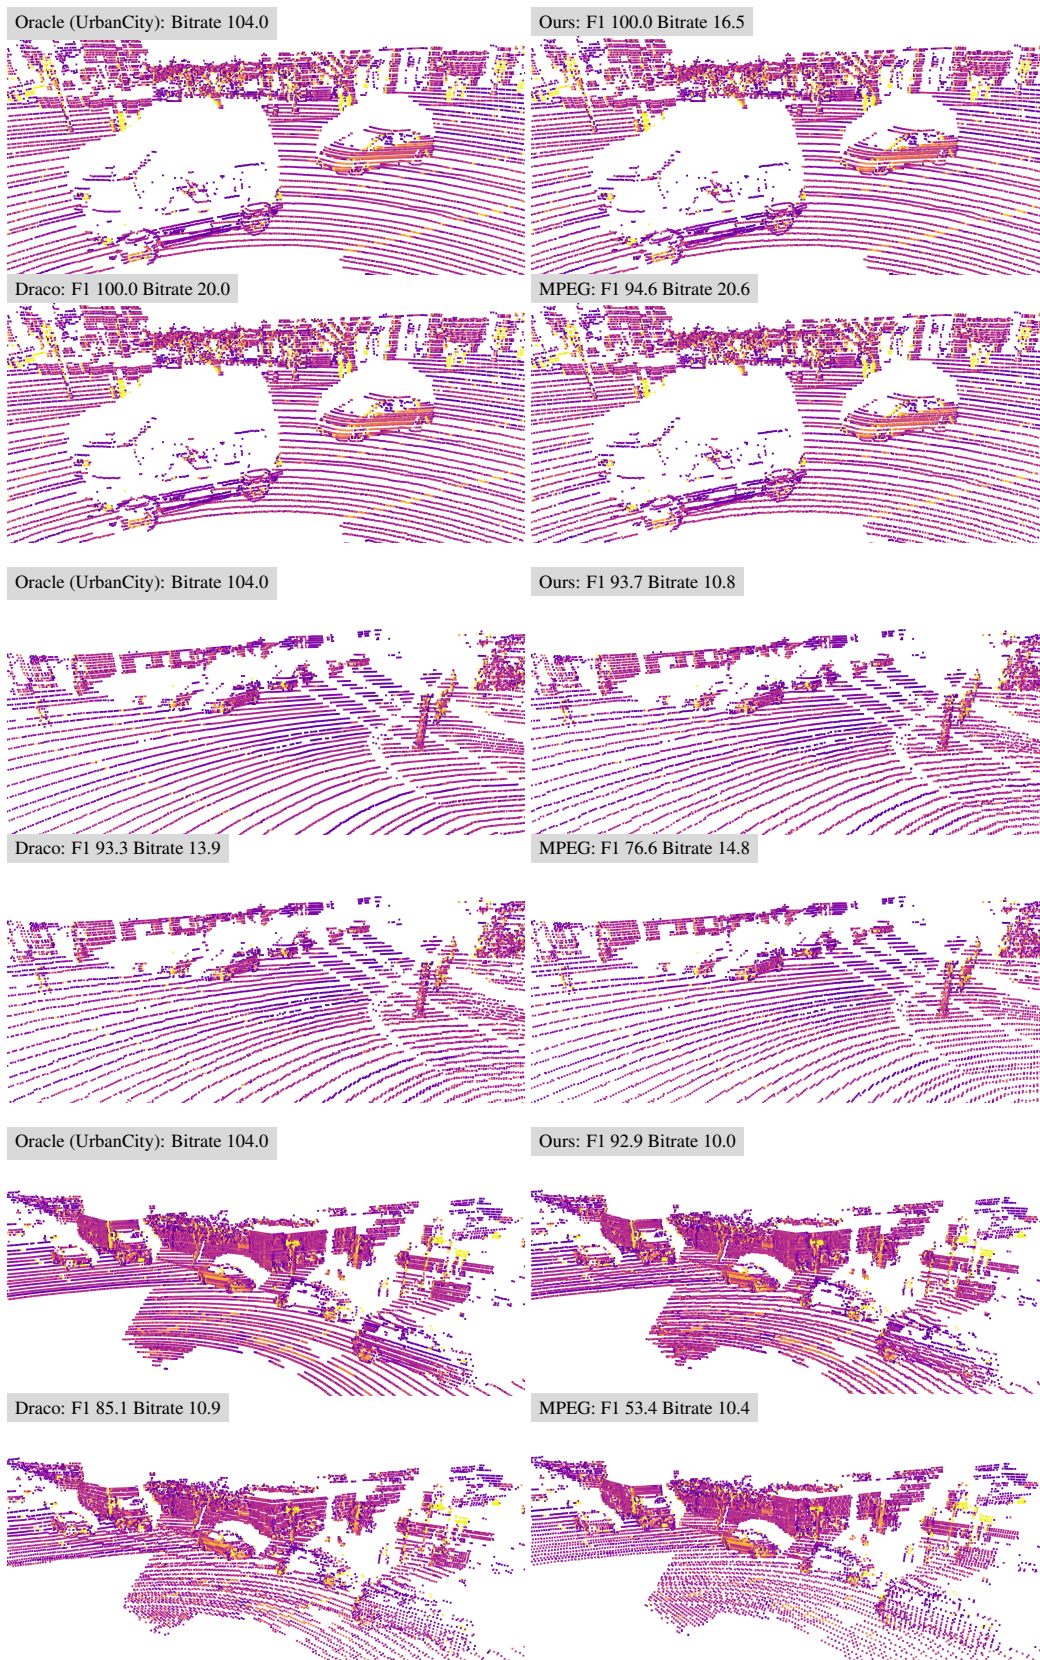 Oracle (UrbanCity): Bitrate 104.0
Ours: F1 100.0 Bitrate 16.5
Draco: F1 100.0 Bitrate 20.0
MPEG: F1 94.6 Bitrate 20.6
Oracle (UrbanCity): Bitrate 104.0
Ours: F1 93.7 Bitrate 10.8
Draco: F1 93.3 Bitrate 13.9
MPEG: F1 76.6 Bitrate 14.8
Oracle (UrbanCity): Bitrate 104.0
Ours: F1 92.9 Bitrate 10.0
Draco: F1 85.1 Bitrate 10.9
MPEG: F1 53.4 Bitrate 10.4